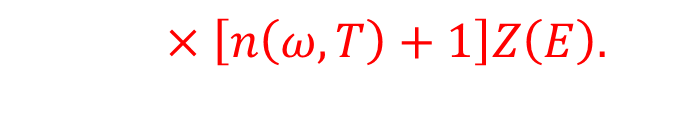 × [n(ω, T) + 1]Z(E).